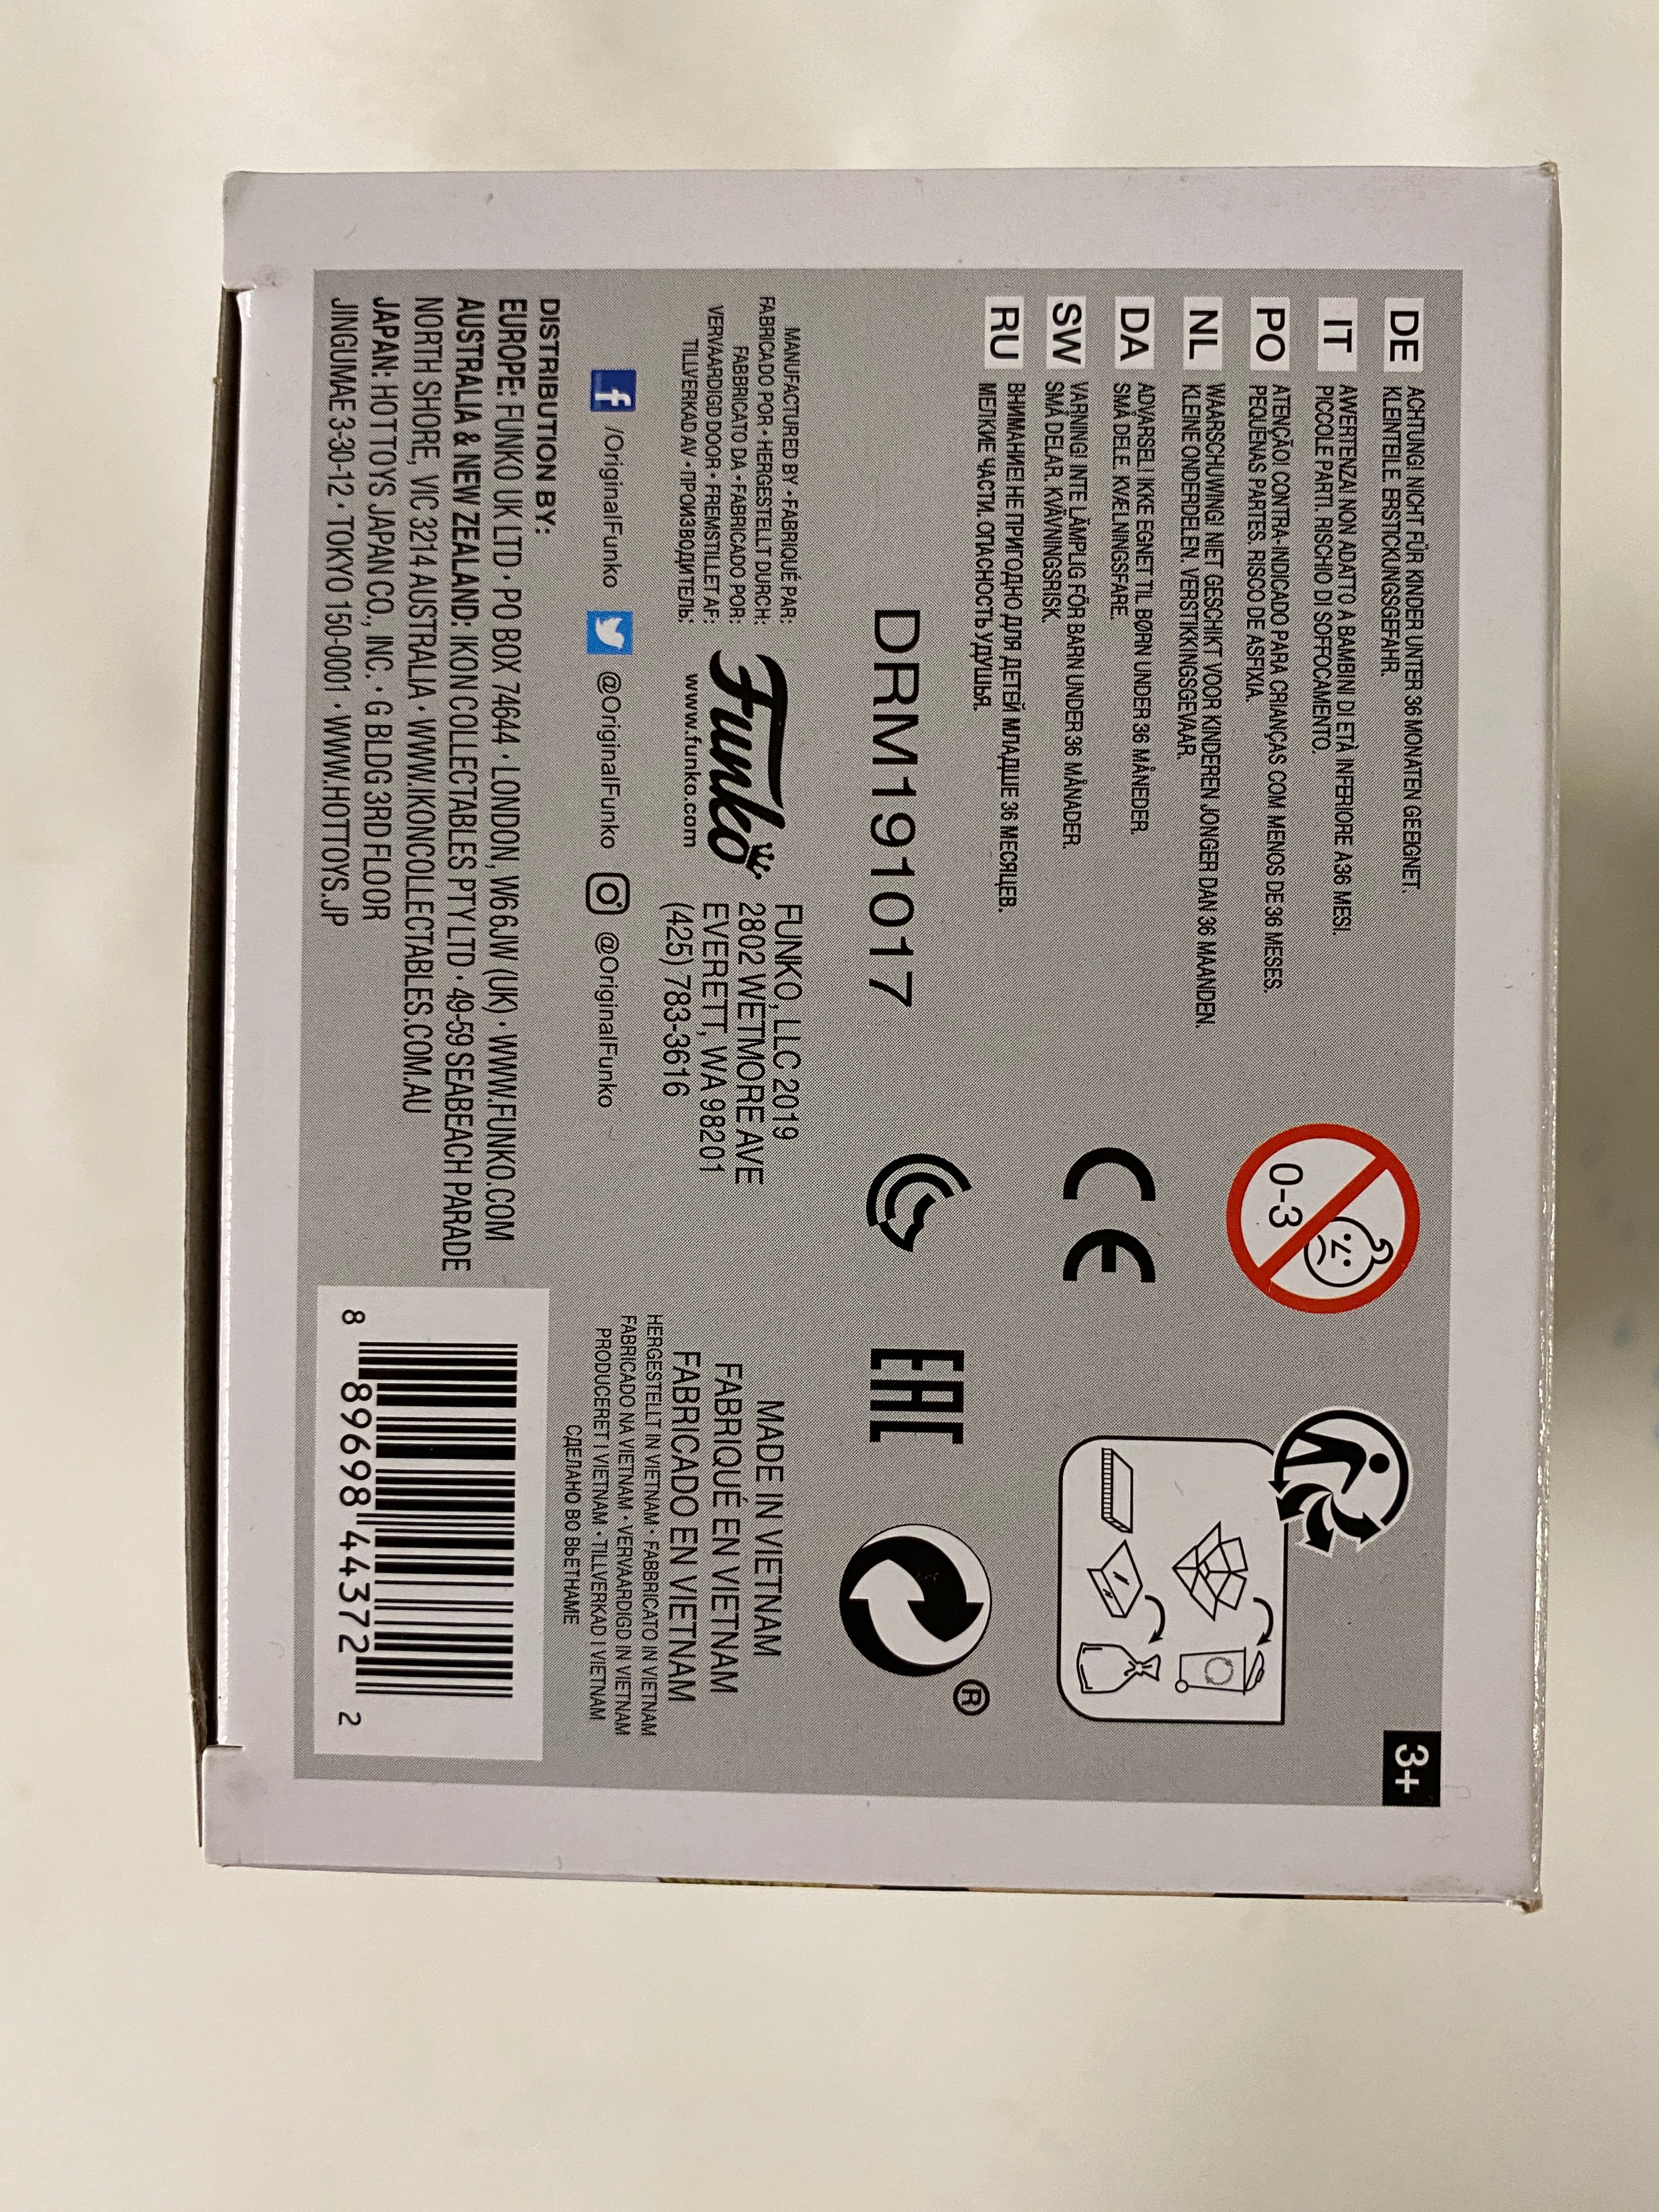 DE ACHTUNG! NICHT FÜR KINDER UNTER 36 MONATEN GEEIGNET.
KLEINTEILE. ERSTICKUNGSGEFAHR.
IT AVVERTENZA! NON ADATTO A BAMBINI DI ETÀ INFERIORE A 36 MESI.
PICCOLE PARTI. RISCHIO DI SOFFOCAMENTO.
PO ATENÇÃO! CONTRA-INDICADO PARA CRIANÇAS COM MENOS DE 36 MESES.
PEQUENAS PARTES. RISCO DE ASFIXIA.
NL WAARSCHUWING! NIET GESCHIKT VOOR KINDEREN JONGER DAN 36 MAANDEN.
KLEINE ONDERDELEN. VERSTIKKINGSGEVAAR.
DA ADVARSEL! IKKE EGNET TIL BØRN UNDER 36 MÅNEDER.
SMÅ DELE. KVÆLNINGSFARE.
SW VARNING! INTE LÄMPLIG FÖR BARN UNDER 36 MÅNADER.
SMÅ DELAR. KVÄVNINGSRISK.
RU ВНИМАНИЕ! НЕ ПРИГОДНО ДЛЯ ДЕТЕЙ МЛАДШЕ 36 МЕСЯЦЕВ.
МЕЛКИЕ ЧАСТИ. ОПАСНОСТЬ УДУШЬЯ.
3+
0-3
CE
DRM191017
EAC
®
MANUFACTURED BY • FABRIQUÉ PAR:
FABRICADO POR • HERGESTELLT DURCH:
FABBRICATO DA • FABRICADO POR:
VERVAARDIGD DOOR • FREMSTILLET AF:
TILLVERKAD AV • ПРОИЗВОДИТЕЛЬ:
Funko
www.funko.com
FUNKO, LLC 2019
2802 WETMORE AVE
EVERETT, WA 98201
(425) 783-3616
MADE IN VIETNAM
FABRIQUÉ EN VIETNAM
FABRICADO EN VIETNAM
HERGESTELLT IN VIETNAM • FABBRICATO IN VIETNAM
FABRICADO NA VIETNAM • VERVAARDIGD IN VIETNAM
PRODUCERET I VIETNAM • TILLVERKAD I VIETNAM
СДЕЛАНО ВО ВЬЕТНАМЕ
f /OriginalFunko @OriginalFunko @OriginalFunko
DISTRIBUTION BY:
EUROPE: FUNKO UK LTD • PO BOX 74644 • LONDON, W6 6JW (UK) • WWW.FUNKO.COM
AUSTRALIA & NEW ZEALAND: IKON COLLECTABLES PTY LTD • 49-59 SEABEACH PARADE
NORTH SHORE, VIC 3214 AUSTRALIA • WWW.IKONCOLLECTABLES.COM.AU
JAPAN: HOT TOYS JAPAN CO., INC. • G BLDG 3RD FLOOR
JINGUMAE 3-30-12 • TOKYO 150-0001 • WWW.HOTTOYS.JP
8 89698 44372 2